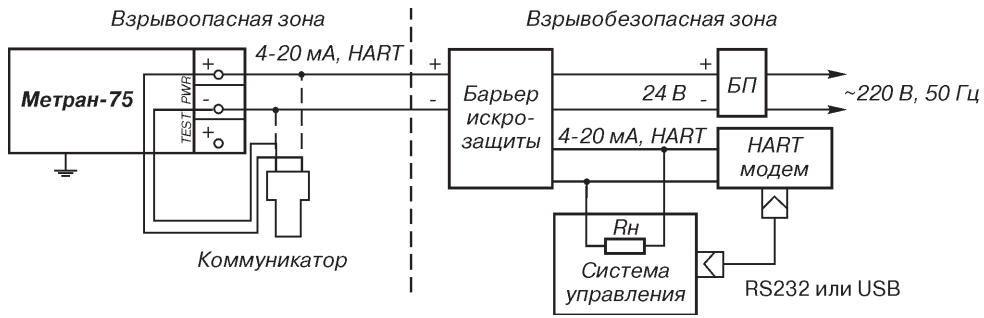 Взрывоопасная зона
Взрывобезопасная зона
4-20 мА, HART
Метран-75
PWR
TEST
+
-
+
+
-
Барьер
искро-
защиты
+
24 В -
БП
~220 В, 50 Гц
4-20 мА, HART
HART
модем
Rн
Система
управления
Коммуникатор
RS232 или USB